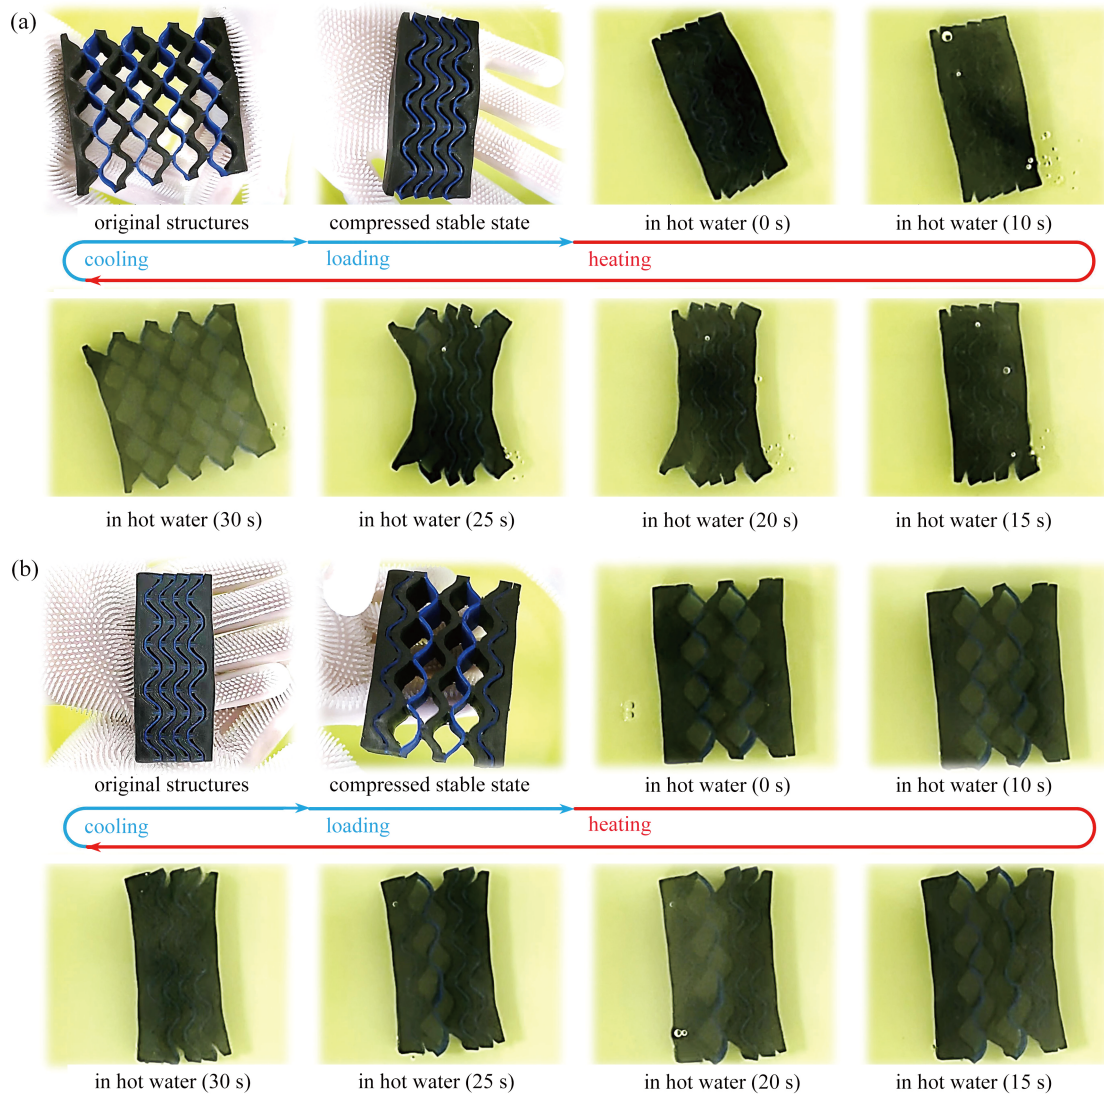 (a)
original structures
compressed stable state
in hot water (0 s)
in hot water (10 s)
cooling
loading
heating
in hot water (30 s)
in hot water (25 s)
in hot water (20 s)
in hot water (15 s)
(b)
original structures
compressed stable state
in hot water (0 s)
in hot water (10 s)
cooling
loading
heating
in hot water (30 s)
in hot water (25 s)
in hot water (20 s)
in hot water (15 s)